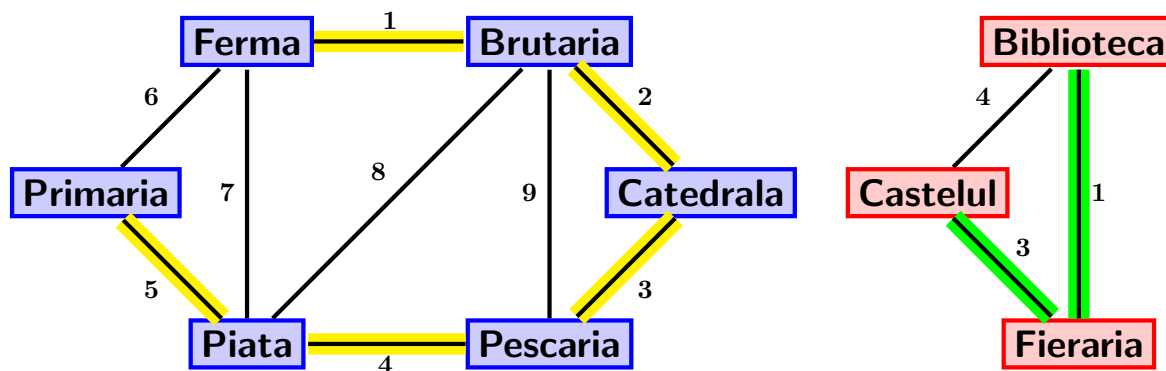 1
Ferma
Brutaria
Biblioteca
6
2
4
Primaria
7
8
9
Catedrala
Castelul
1
5
3
3
Piata
4
Pescaria
Fieraria